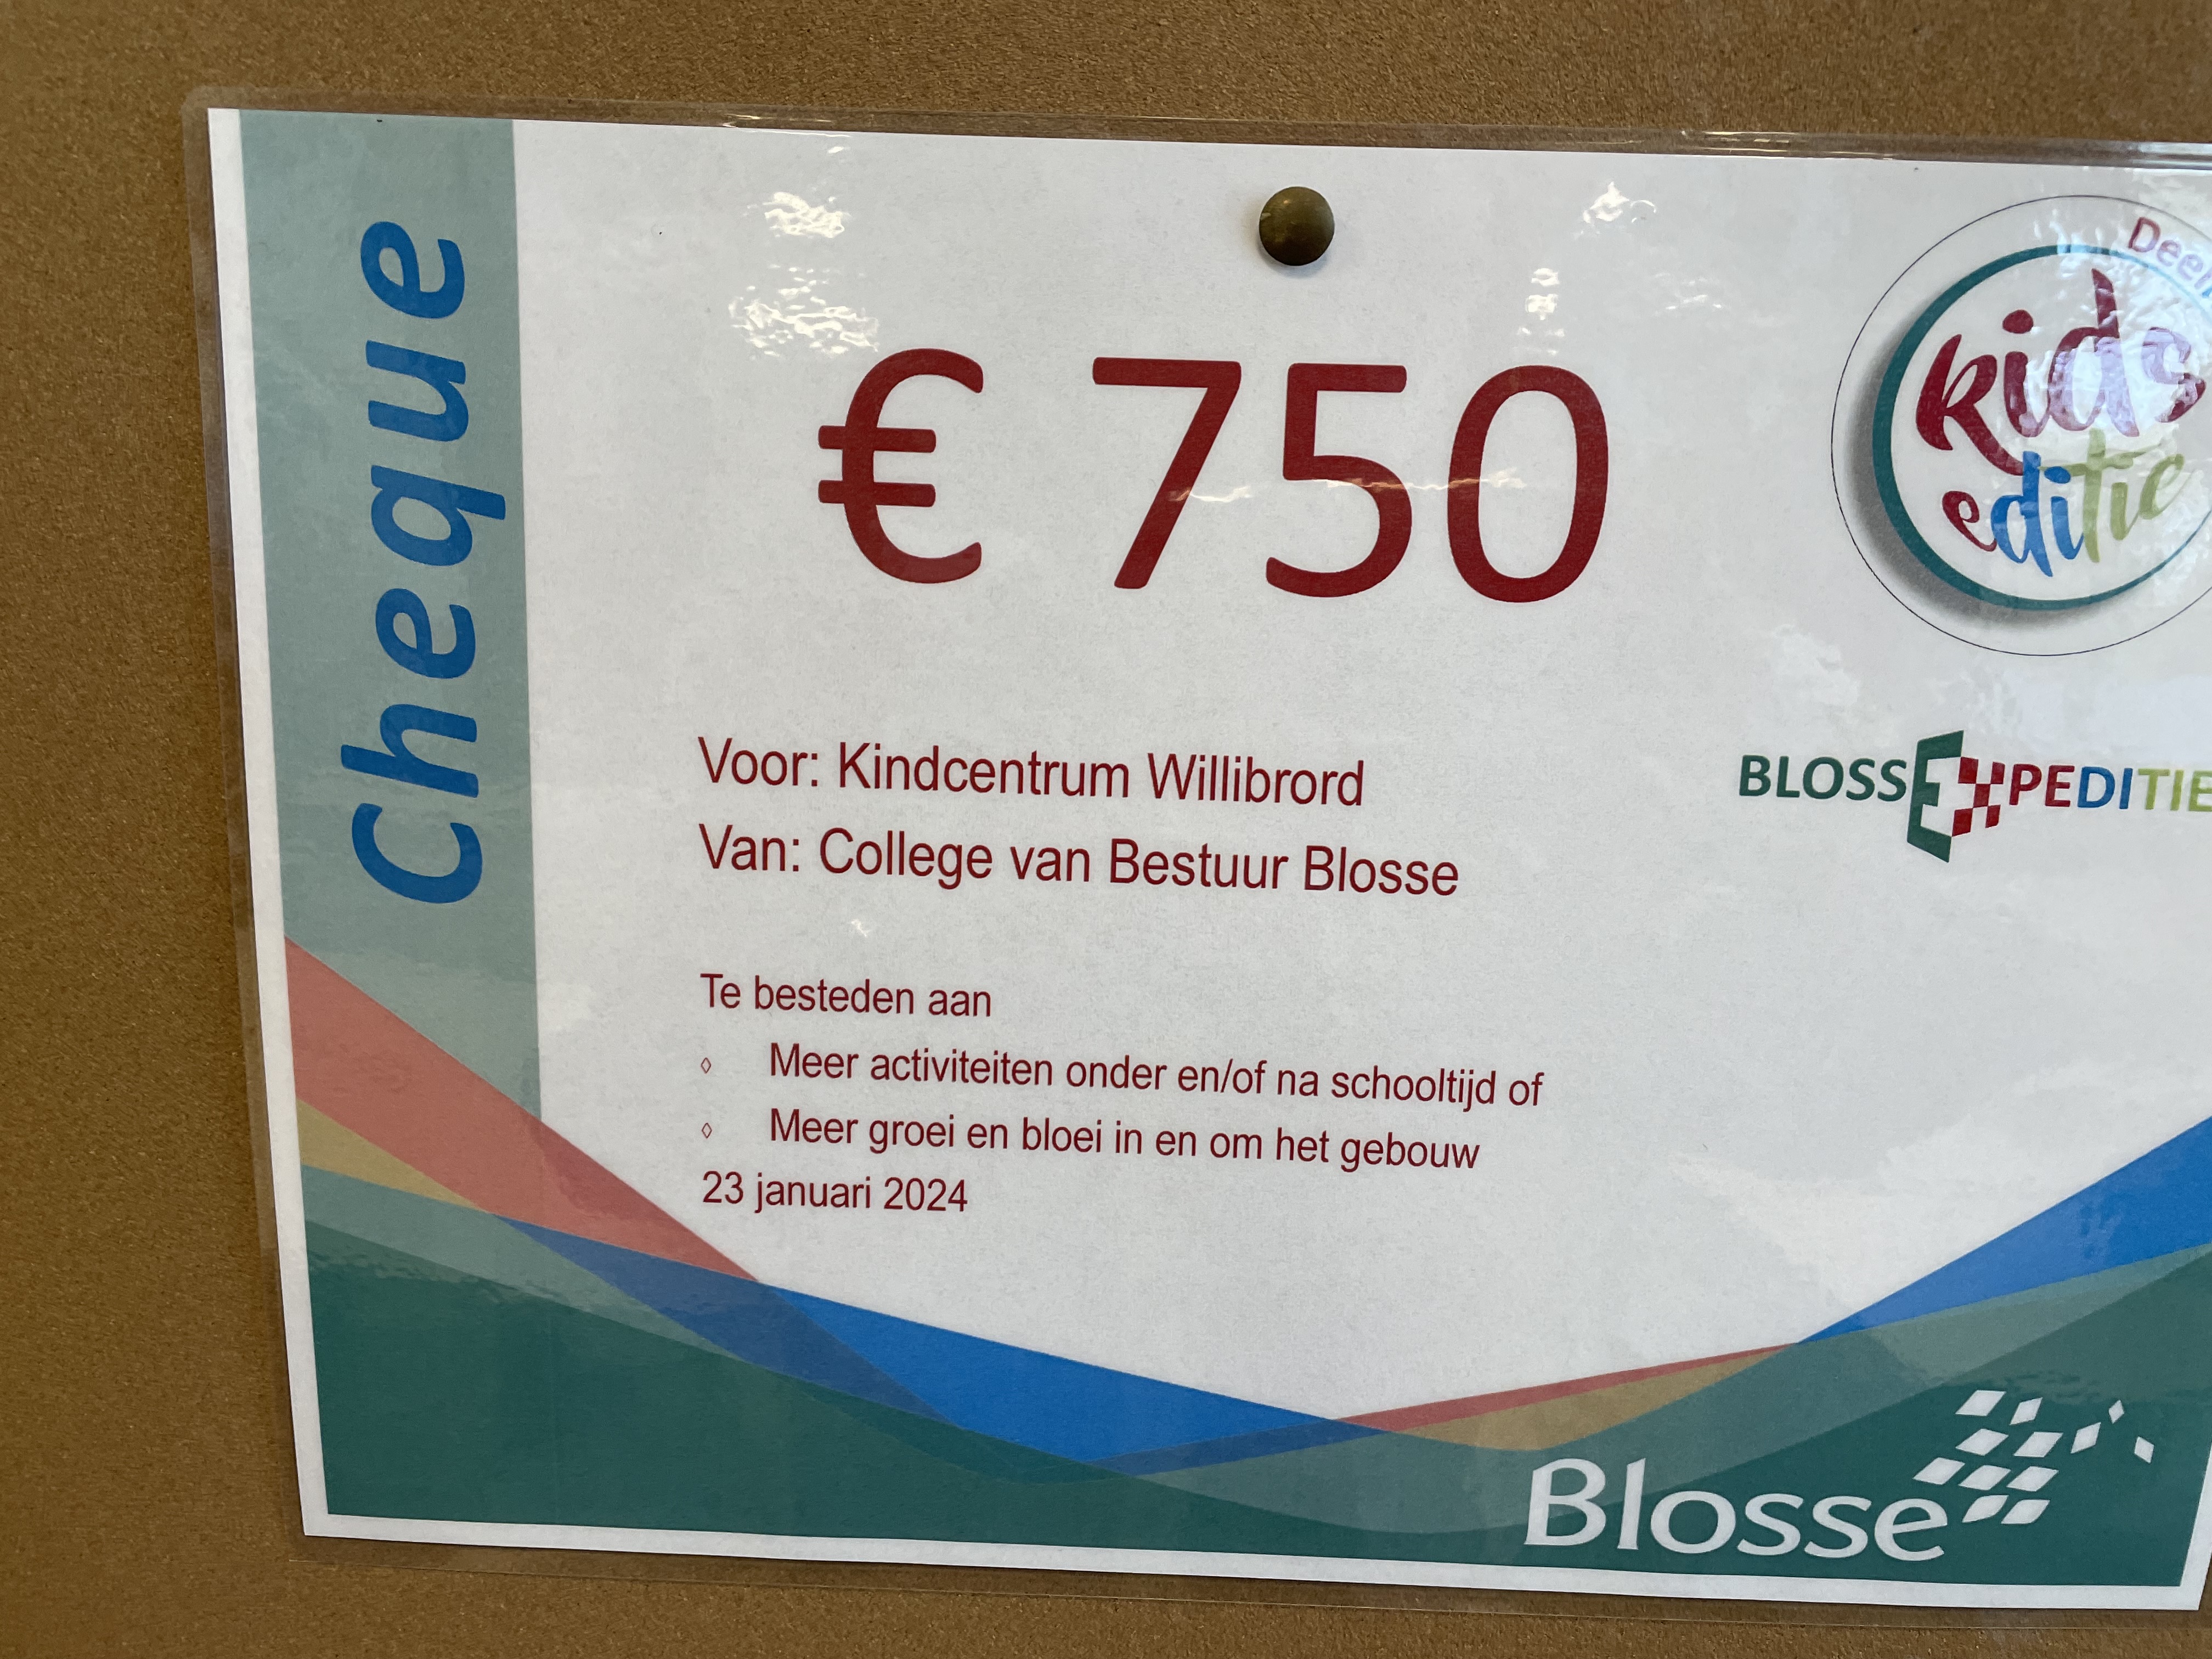 Cheque
€ 750
kids
editie
Voor: Kindcentrum Willibrord
BLOSSEXPEDITIE
Van: College van Bestuur Blosse
Te besteden aan
◊ Meer activiteiten onder en/of na schooltijd of
◊ Meer groei en bloei in en om het gebouw
23 januari 2024
Blosse